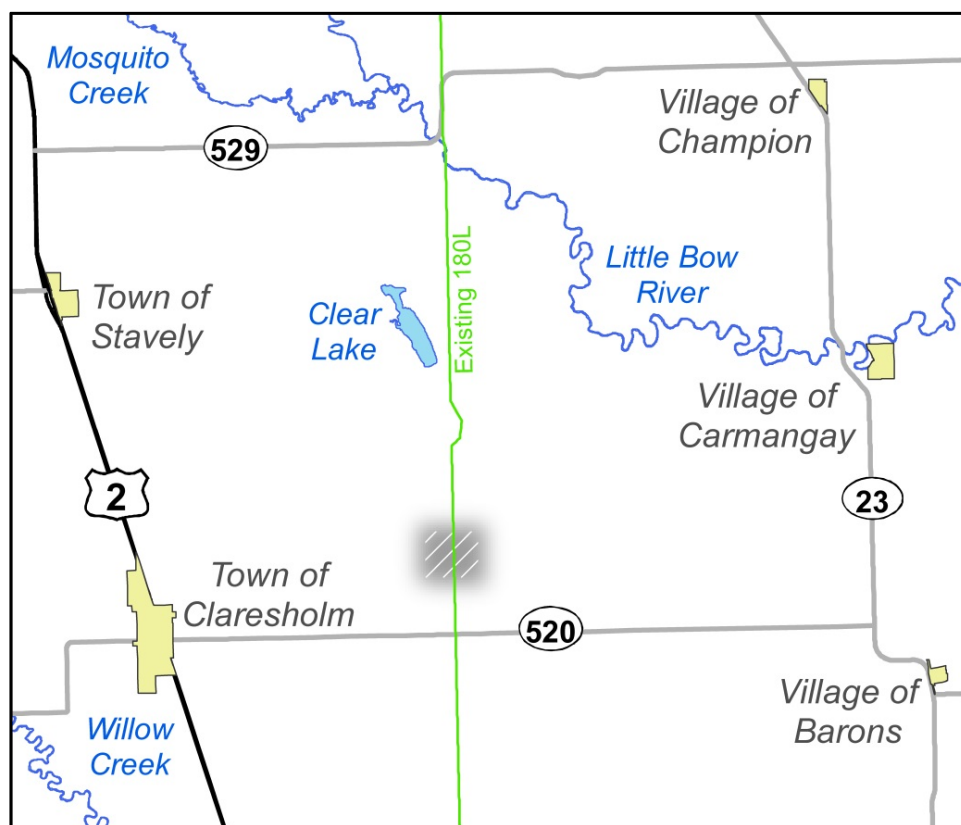 Mosquito
Creek
529
Village of
Champion
Town of
Stavely
Clear
Lake
Existing 180L
Little Bow
River
Village of
Carmangay
2
23
Town of
Claresholm
520
Willow
Creek
Village of
Barons